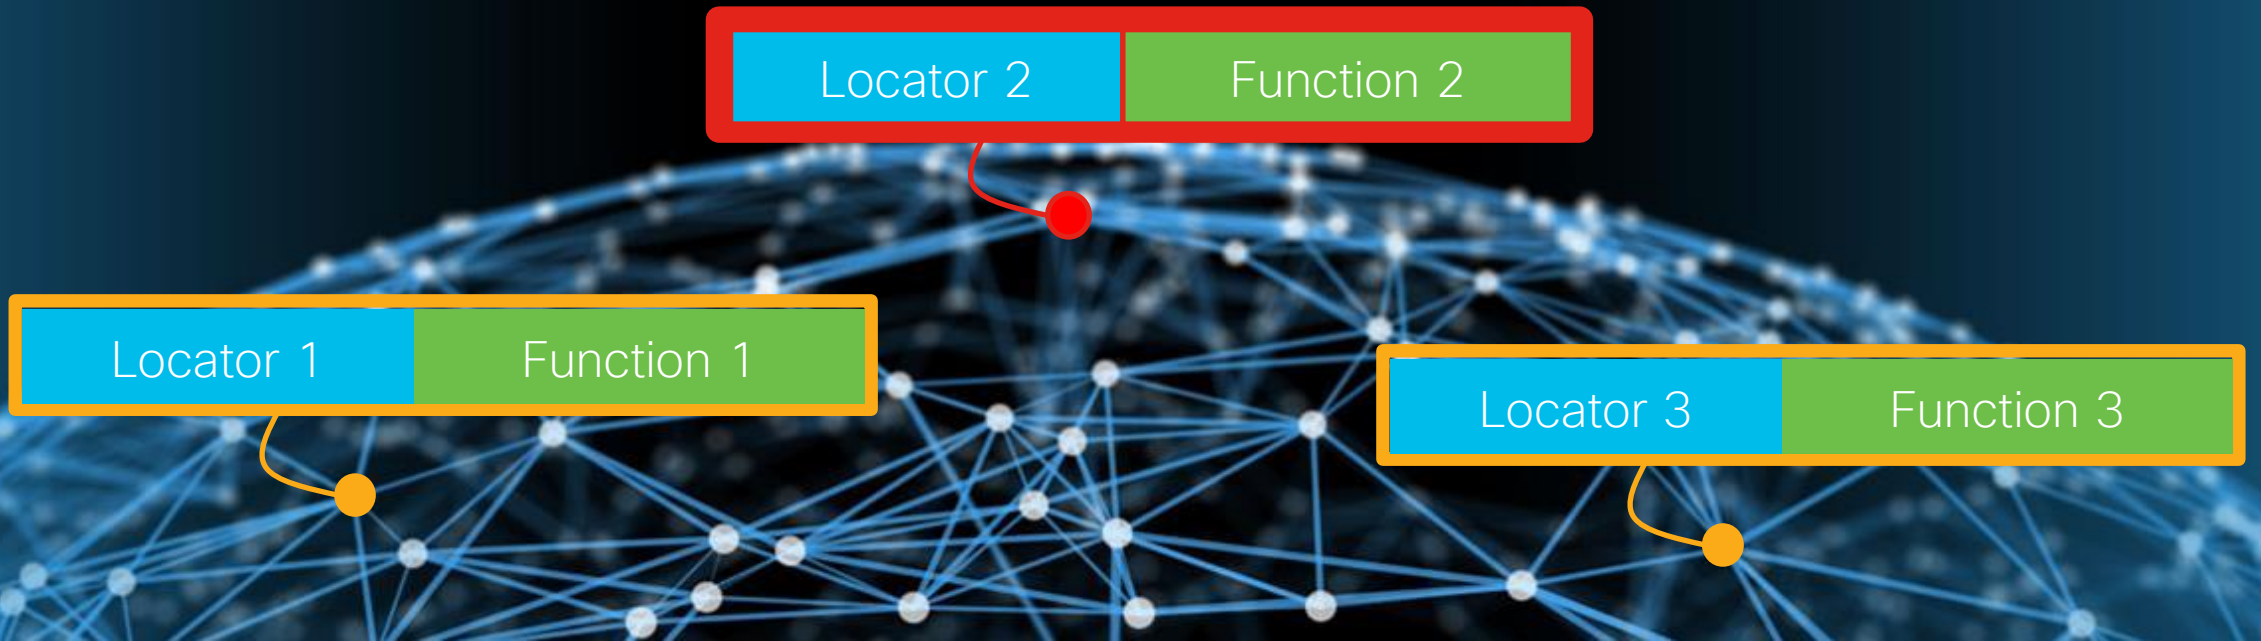 Locator 2 Function 2
Locator 1 Function 1
Locator 3 Function 3